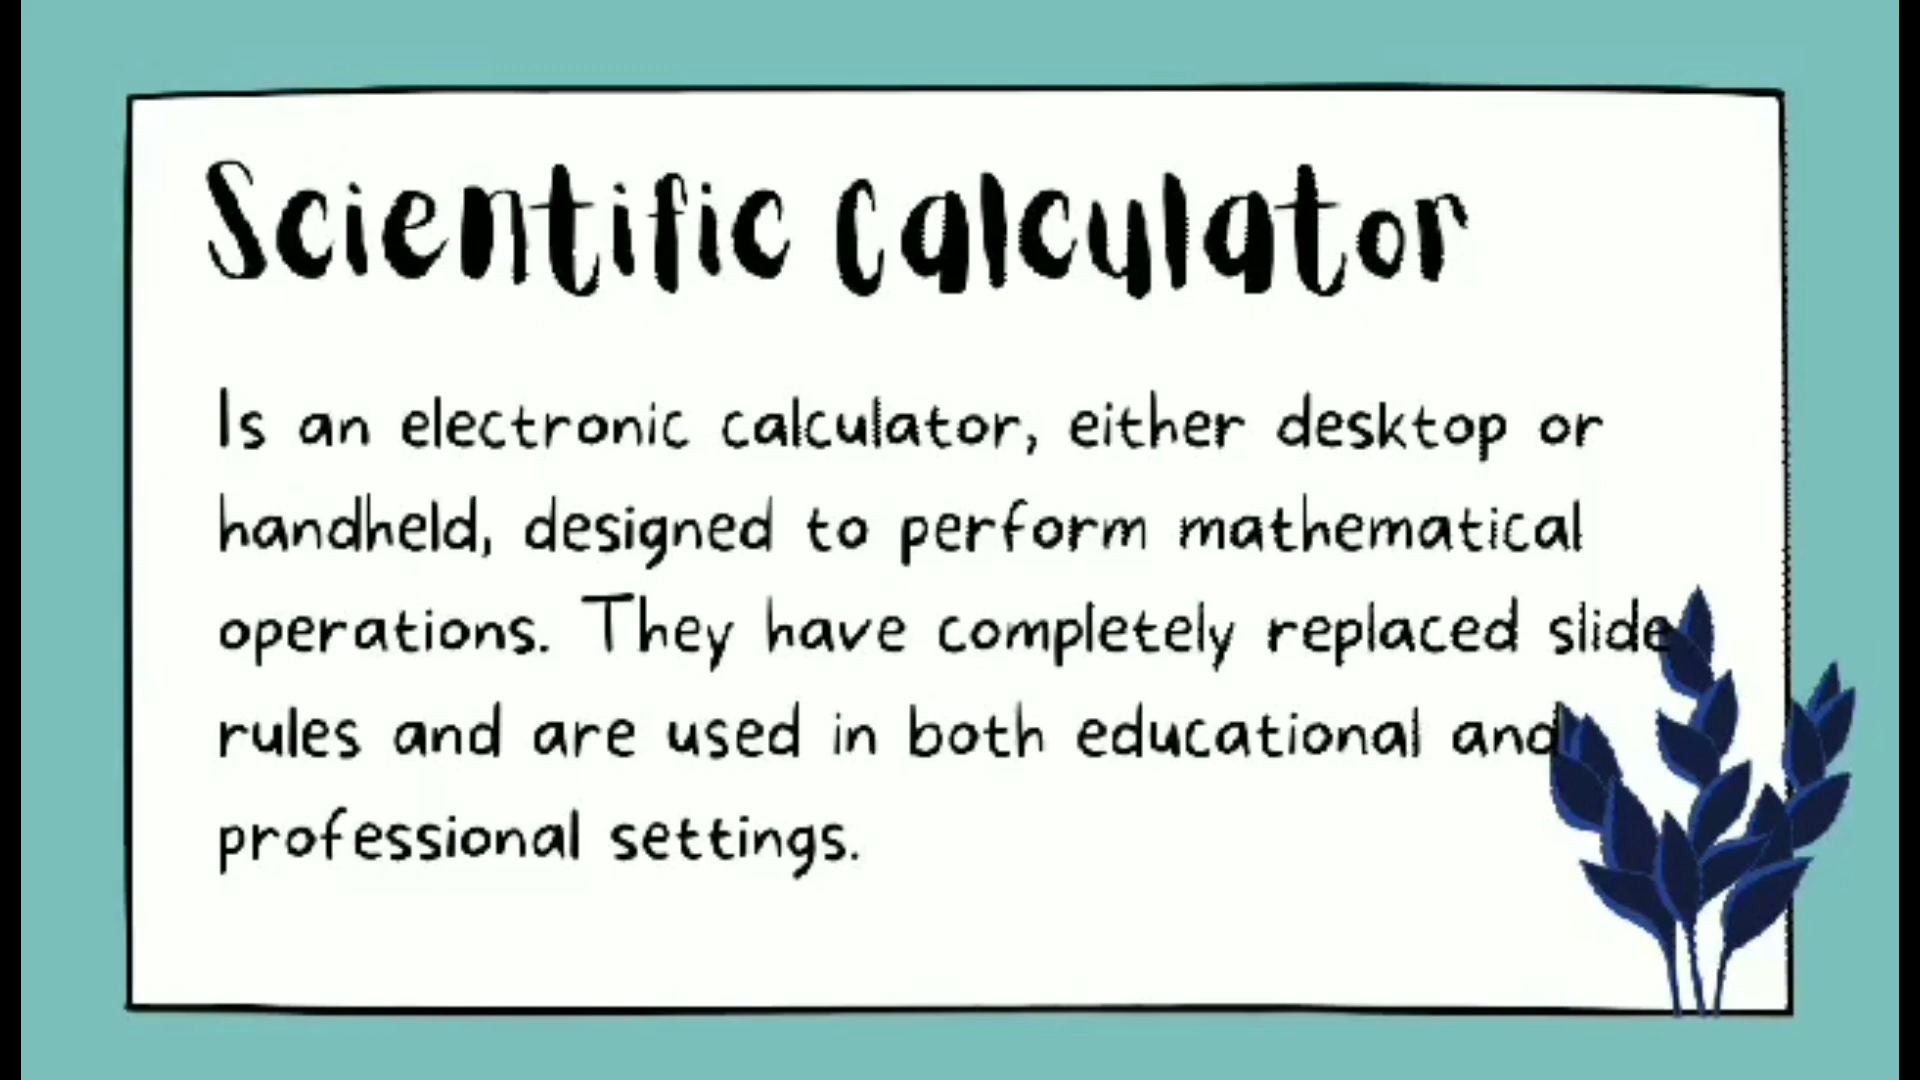 Scientific Calculator
Is an electronic calculator, either desktop or
handheld, designed to perform mathematical
operations. They have completely replaced slide
rules and are used in both educational and
professional settings.